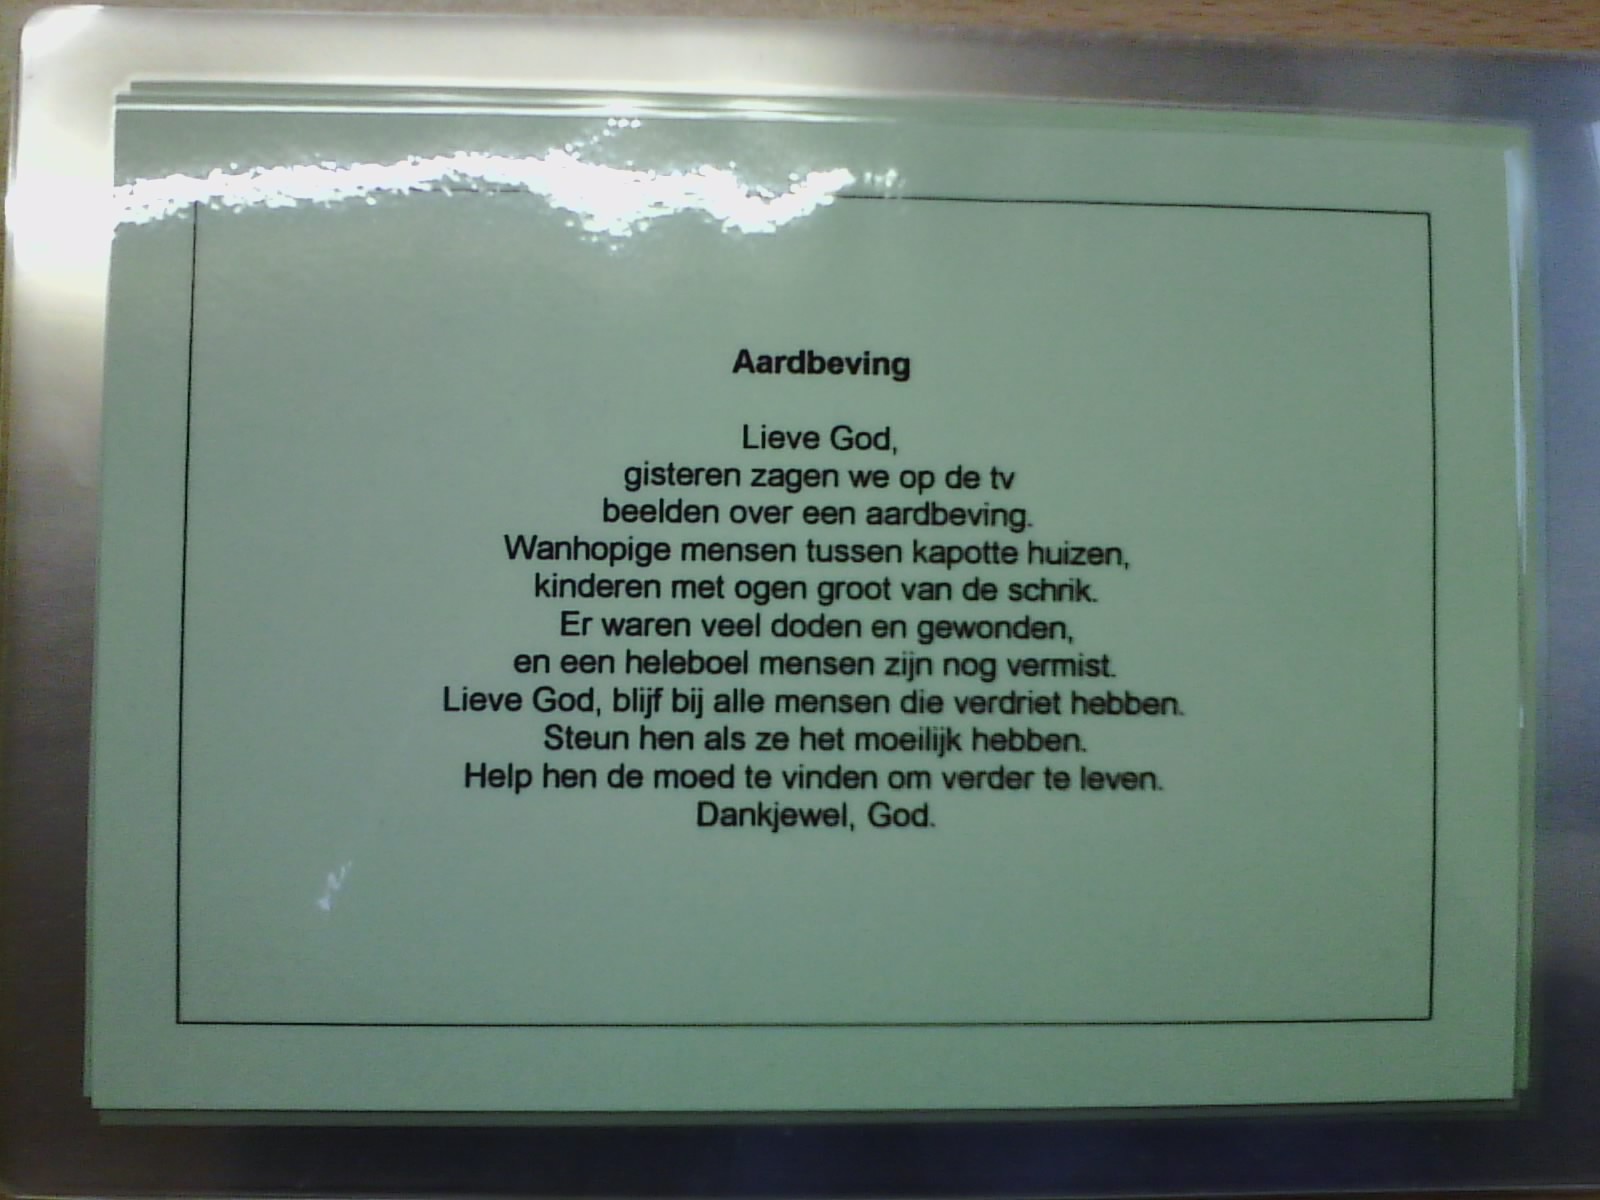 Aardbeving
Lieve God,
gisteren zagen we op de tv
beelden over een aardbeving.
Wanhopige mensen tussen kapotte huizen,
kinderen met ogen groot van de schrik.
Er waren veel doden en gewonden,
en een heleboel mensen zijn nog vermist.
Lieve God, blijf bij alle mensen die verdriet hebben.
Steun hen als ze het moeilijk hebben.
Help hen de moed te vinden om verder te leven.
Dankjewel, God.